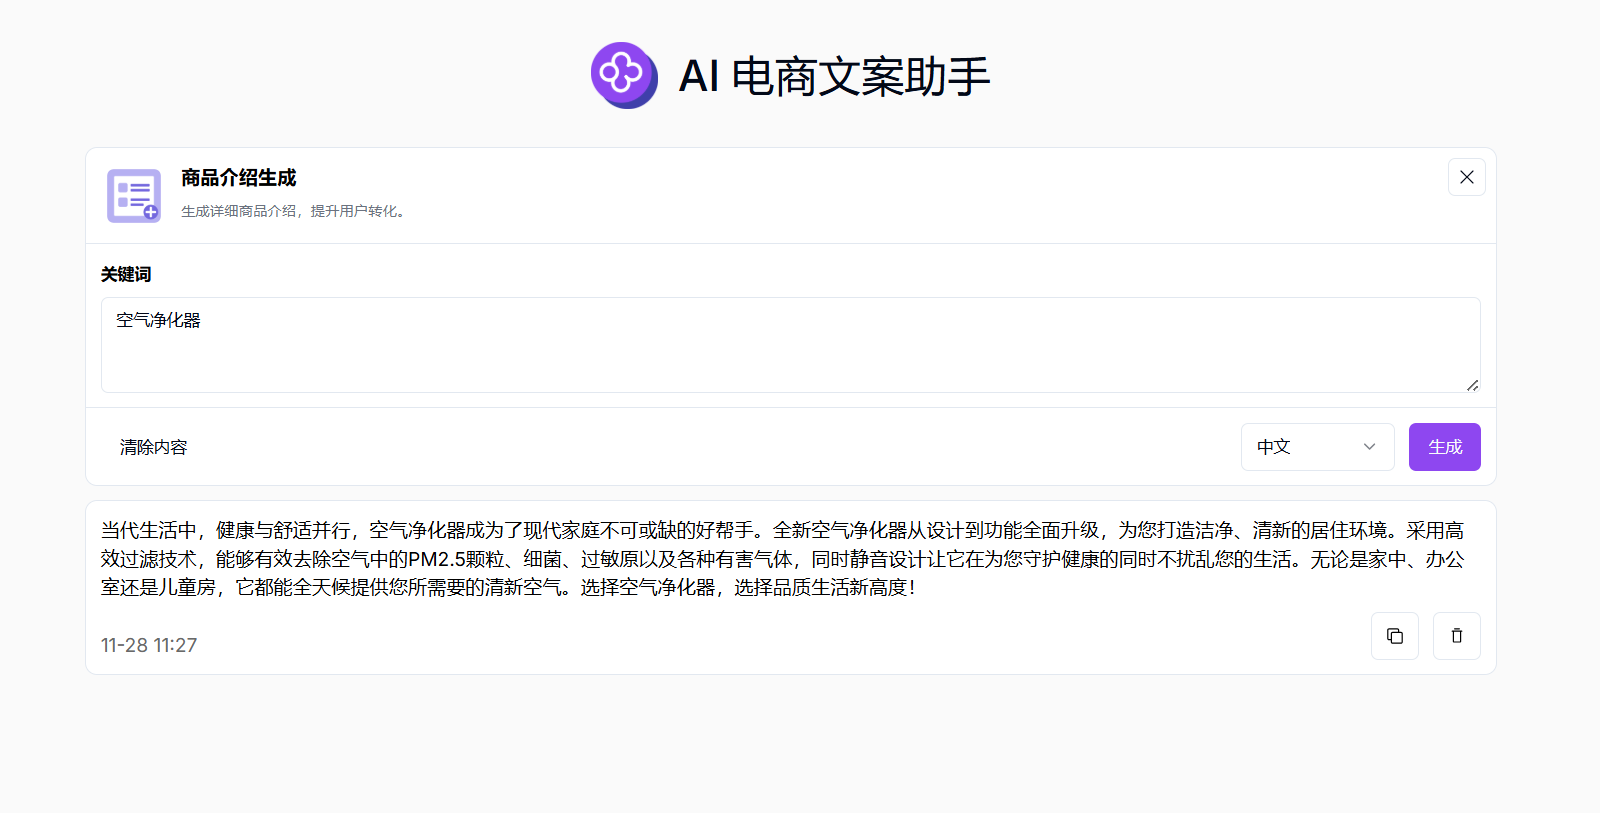 AI 电商文案助手
商品介绍生成
生成详细商品介绍，提升用户转化。
关键词
空气净化器
清除内容
中文
生成
当代生活中，健康与舒适并行，空气净化器成为了现代家庭不可或缺的好帮手。全新空气净化器从设计到功能全面升级，为您打造洁净、清新的居住环境。采用高
效过滤技术，能够有效去除空气中的PM2.5颗粒、细菌、过敏原以及各种有害气体，同时静音设计让它在为您守护健康的同时不扰乱您的生活。无论是家中、办公
室还是儿童房，它都能全天候提供您所需要的清新空气。选择空气净化器，选择品质生活新高度！
11-28 11:27